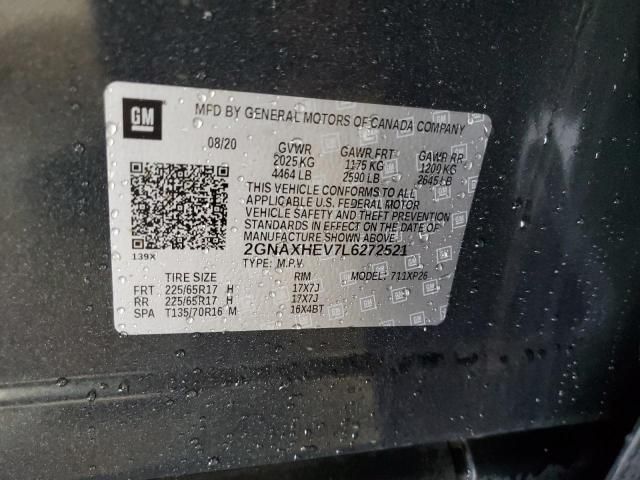 GM
MFD BY GENERAL MOTORS OF CANADA COMPANY
08/20 GVWR GAWR FRT GAWR RR
2025 KG 1175 KG 1200 KG
4464 LB 2590 LB 2645 LB
THIS VEHICLE CONFORMS TO ALL
APPLICABLE U.S. FEDERAL MOTOR
VEHICLE SAFETY AND THEFT PREVENTION
STANDARDS IN EFFECT ON THE DATE OF
MANUFACTURE SHOWN ABOVE.
139X 2GNAXHEV7L6272521
TYPE: M.P.V. MODEL: 711XP26
TIRE SIZE RIM
FRT 225/65R17 H 17X7J
RR 225/65R17 H 17X7J
SPA T135/70R16 M 16X4BT